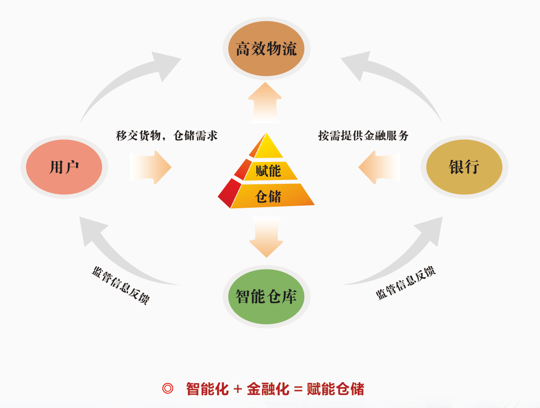 高效物流
移交货物，仓储需求
按需提供金融服务
用户
赋能
仓储
银行
监管信息反馈
智能仓库
监管信息反馈
◎ 智能化 + 金融化 = 赋能仓储